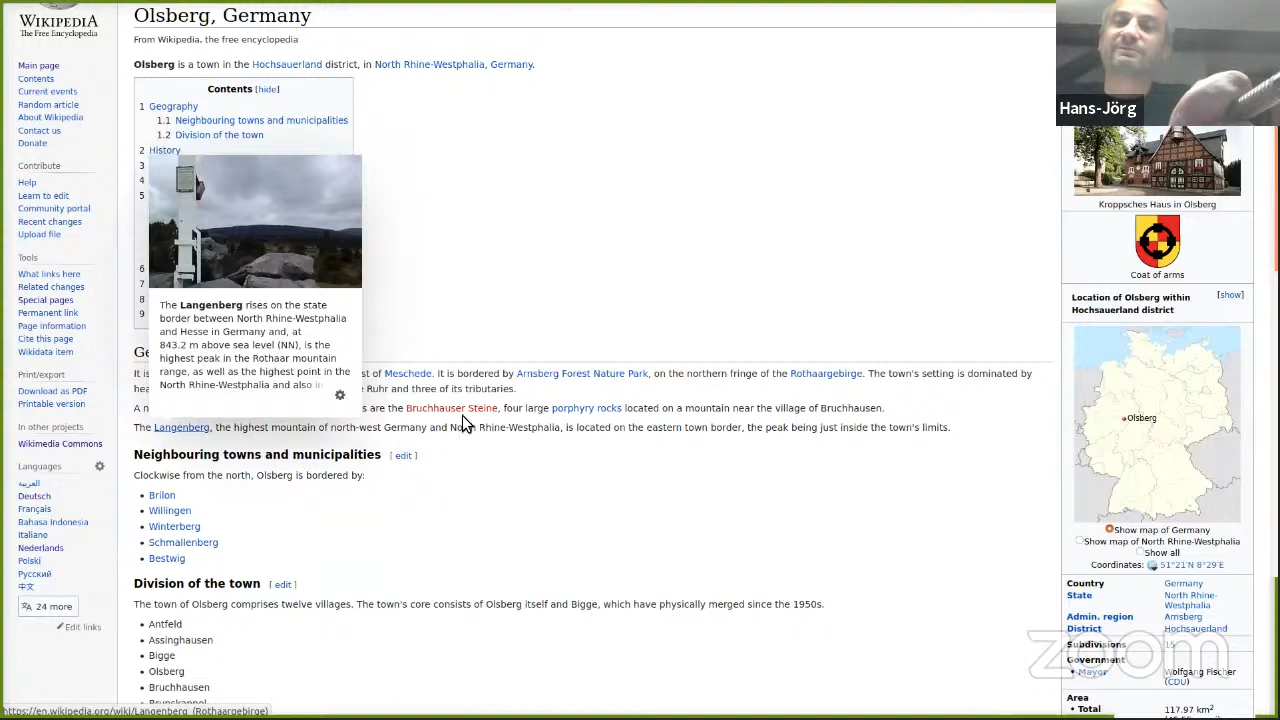 WIKIPEDIA
The Free Encyclopedia
Main page
Contents
Current events
Random article
About Wikipedia
Contact us
Donate
Contribute
Help
Learn to edit
Community portal
Recent changes
Upload file
Tools
What links here
Related changes
Special pages
Permanent link
Page information
Cite this page
Wikidata item
Print/export
Download as PDF
Printable version
In other projects
Wikimedia Commons
Languages
العربية
Deutsch
Français
Bahasa Indonesia
Italiano
Nederlands
Polski
Русский
中文
24 more
Edit links
Olsberg, Germany
From Wikipedia, the free encyclopedia
Olsberg is a town in the Hochsauerland district, in North Rhine-Westphalia, Germany.
Contents [hide]
1 Geography
1.1 Neighbouring towns and municipalities
1.2 Division of the town
2 History
3
4
5
6
7
8
9
The Langenberg rises on the state
border between North Rhine-Westphalia
and Hesse in Germany and, at
843.2 m above sea level (NN), is the
highest peak in the Rothaar mountain
range, as well as the highest point in the
North Rhine-Westphalia and also in
It is st of Meschede. It is bordered by Arnsberg Forest Nature Park, on the northern fringe of the Rothaargebirge. The town's setting is dominated by
hea e Ruhr and three of its tributaries.
A n s are the Bruchhauser Steine, four large porphyry rocks located on a mountain near the village of Bruchhausen.
The Langenberg, the highest mountain of north-west Germany and North Rhine-Westphalia, is located on the eastern town border, the peak being just inside the town's limits.
Neighbouring towns and municipalities [ edit ]
Clockwise from the north, Olsberg is bordered by:
Brilon
Willingen
Winterberg
Schmallenberg
Bestwig
Division of the town [ edit ]
The town of Olsberg comprises twelve villages. The town's core consists of Olsberg itself and Bigge, which have physically merged since the 1950s.
Antfeld
Assinghausen
Bigge
Olsberg
Bruchhausen
Brunskappel
https://en.wikipedia.org/wiki/Langenberg_(Rothaargebirge)
Hans-Jörg
Kroppsches Haus in Olsberg
Coat of arms
Location of Olsberg within [show]
Hochsauerland district
Olsberg
Show map of Germany
Show map of North Rhine-Westphalia
Show all
Coordinates: 51°21′N 8°29′E
Country Germany
State North Rhine-
Westphalia
Admin. region Arnsberg
District Hochsauerland
Subdivisions 15
Government
• Mayor Wolfgang Fischer
(CDU)
Area
• Total 117.97 km²
zoom